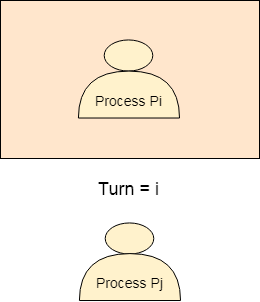 Process Pi
Turn = i
Process Pj